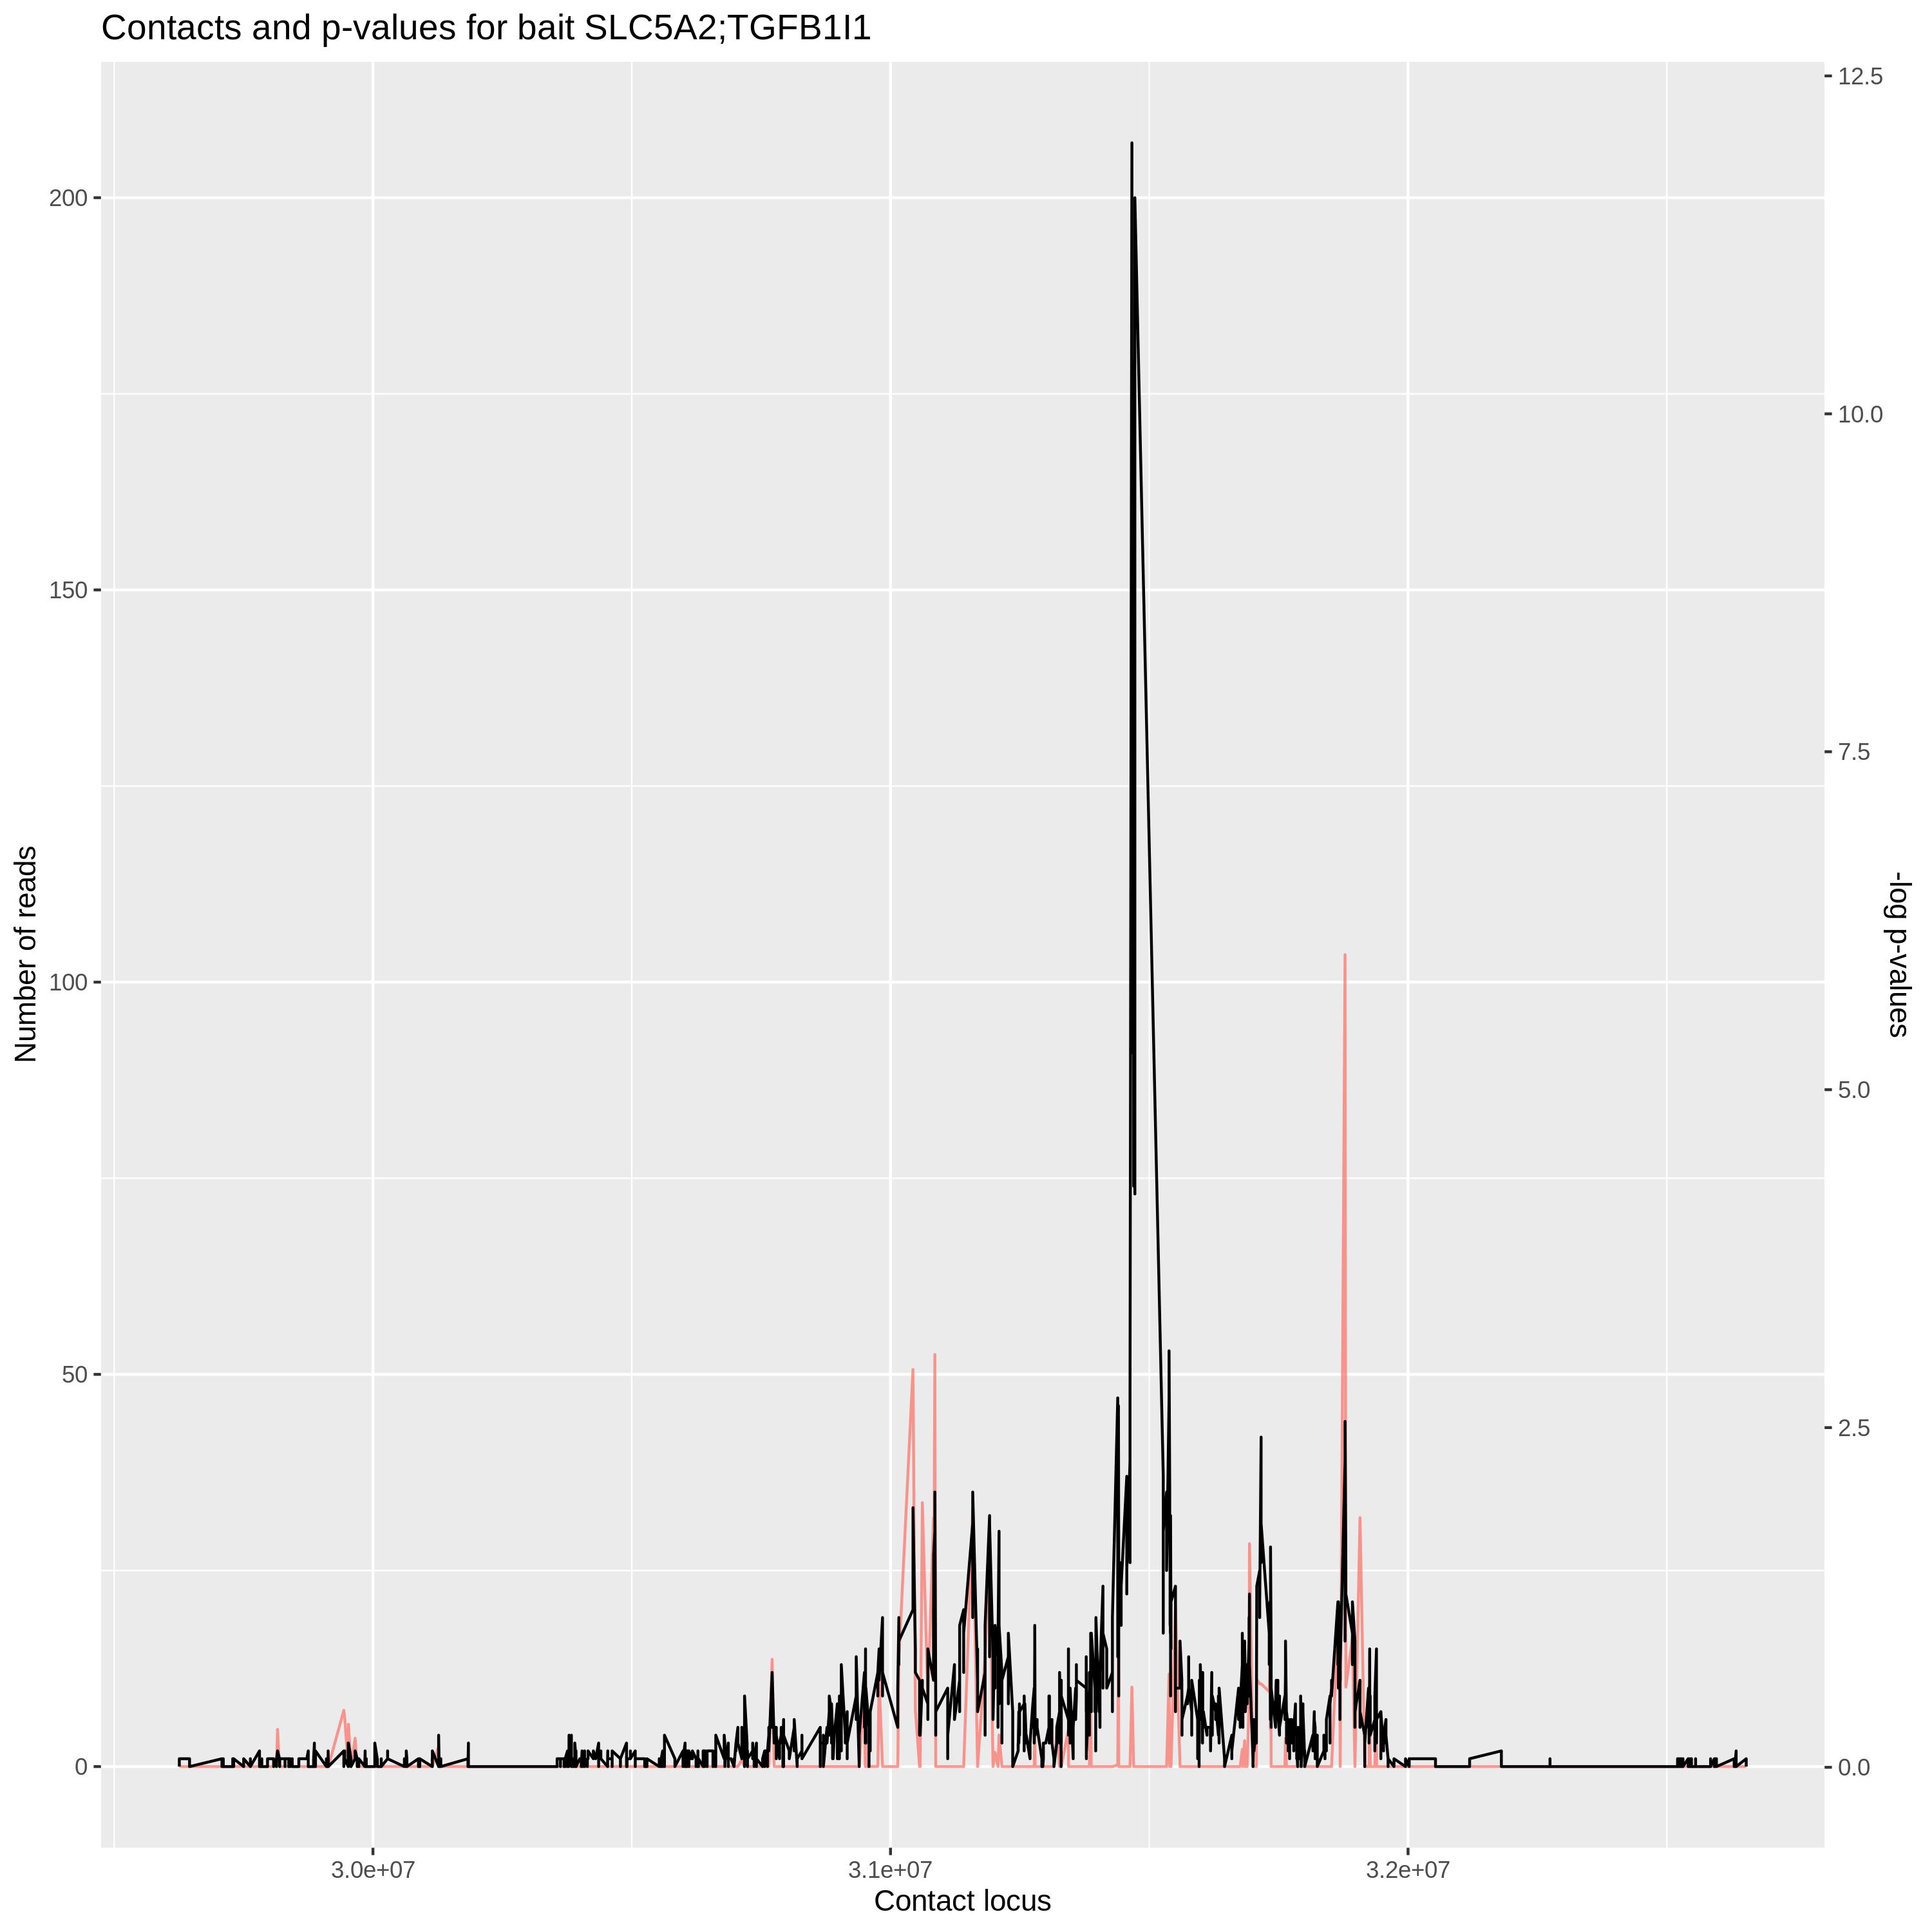 Contacts and p-values for bait SLC5A2;TGFB1I1
Number of reads
200
150
100
50
0
12.5
10.0
7.5
5.0
2.5
0.0
-log p-values
3.0e+07
3.1e+07
3.2e+07
Contact locus